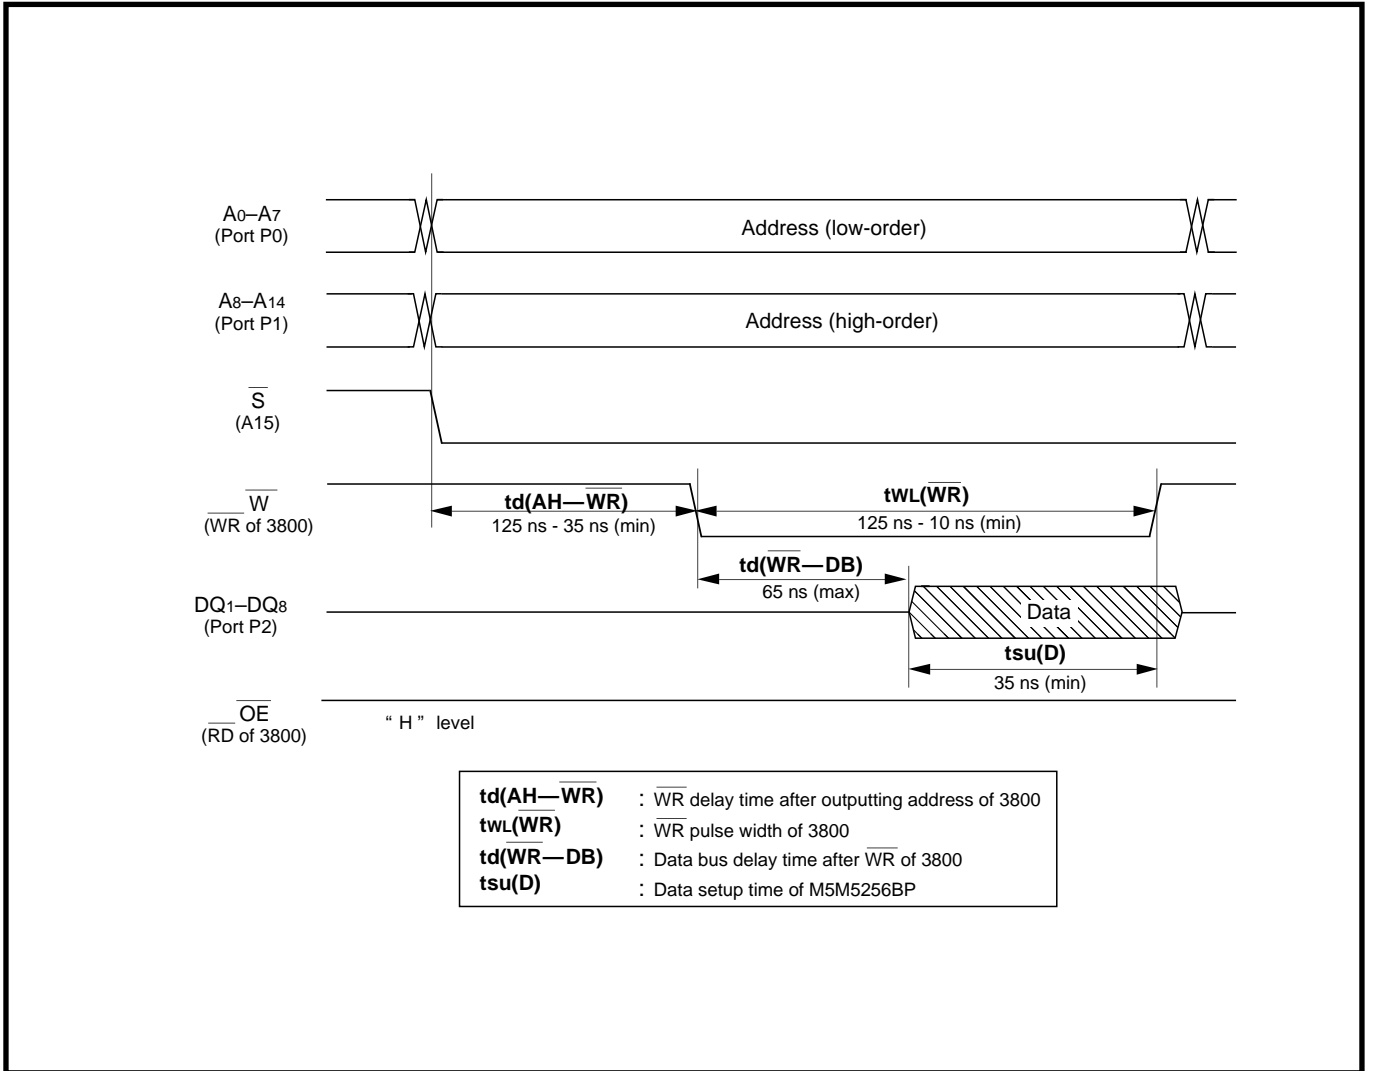 A0–A7
(Port P0)
Address (low-order)
A8–A14
(Port P1)
Address (high-order)
S
(A15)
W
(WR of 3800)
td(AH—WR)
125 ns - 35 ns (min)
tWL(WR)
125 ns - 10 ns (min)
td(WR—DB)
65 ns (max)
DQ1–DQ8
(Port P2)
Data
tsu(D)
35 ns (min)
OE
(RD of 3800)
“ H ” level
td(AH—WR) : WR delay time after outputting address of 3800
tWL(WR) : WR pulse width of 3800
td(WR—DB) : Data bus delay time after WR of 3800
tsu(D) : Data setup time of M5M5256BP